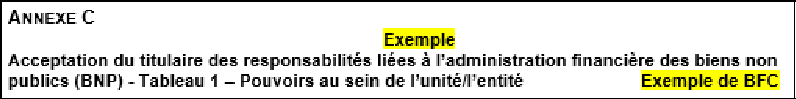 ANNEXE C
Exemple
Acceptation du titulaire des responsabilités liées à l'administration financière des biens non
publics (BNP) - Tableau 1 – Pouvoirs au sein de l'unité/l'entité Exemple de BFC